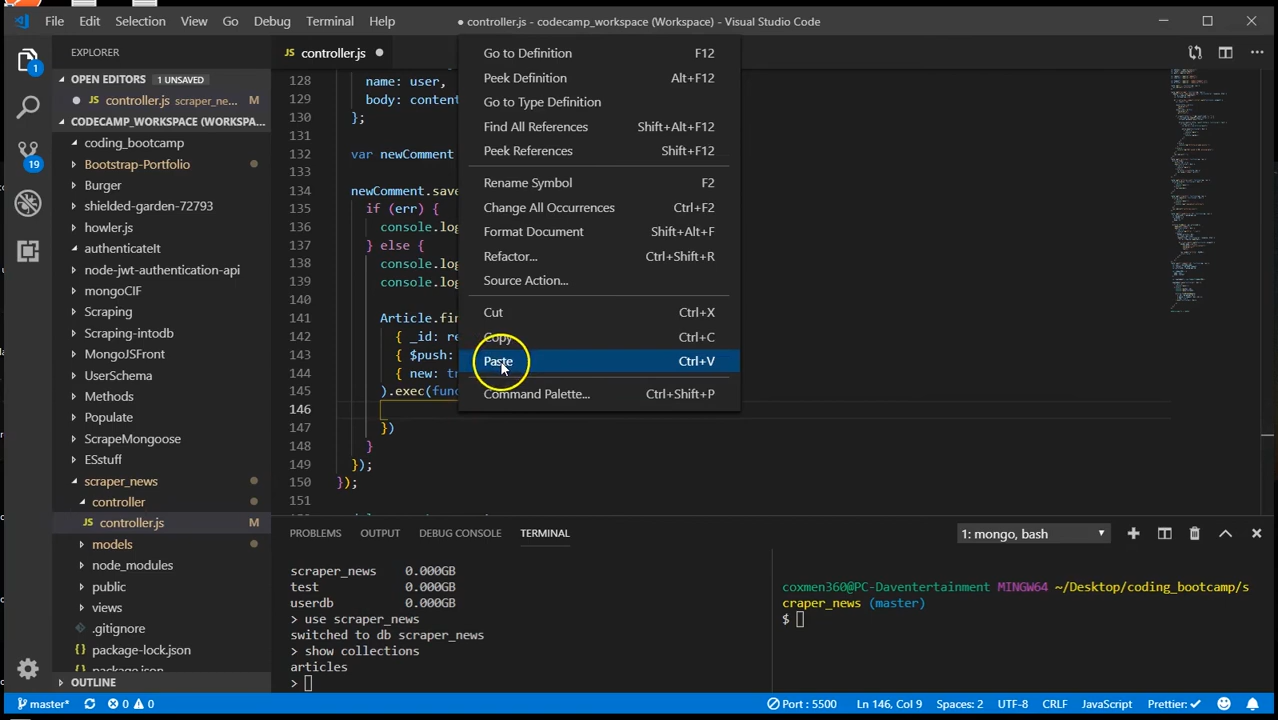 File Edit Selection View Go Debug Terminal Help ● controller.js - codecamp_workspace (Workspace) - Visual Studio Code
EXPLORER
OPEN EDITORS 1 UNSAVED
JS controller.js scraper_ne... M
CODECAMP_WORKSPACE (WORKSPA...
coding_bootcamp
Bootstrap-Portfolio
Burger
shielded-garden-72793
howler.js
authenticateIt
node-jwt-authentication-api
mongoCIF
Scraping
Scraping-intodb
MongoJSFront
UserSchema
Methods
Popular
ScrapeMongoose
ESstuff
scraper_news
controller
JS controller.js M
models
node_modules
public
views
.gitignore
package-lock.json
package.json
OUTLINE
1
19
JS controller.js ●
128 name: user,
129 body: content
130 };
131
132 var newComment
133
134 newComment.save
135 if (err) {
136 console.log
137 } else {
138 console.log
139 console.log
140
141 Article.fin
142 { _id: re
143 { $push:
144 { new: tr
145 ).exec(func
146
147 })
148 }
149 });
150 });
151
Go to Definition F12
Peek Definition Alt+F12
Go to Type Definition
Find All References Shift+Alt+F12
Peek References Shift+F12
Rename Symbol F2
Change All Occurrences Ctrl+F2
Format Document Shift+Alt+F
Refactor... Ctrl+Shift+R
Source Action...
Cut Ctrl+X
Copy Ctrl+C
Paste Ctrl+V
Command Palette... Ctrl+Shift+P
PROBLEMS OUTPUT DEBUG CONSOLE TERMINAL 1: mongo, bash
scraper_news 0.000GB
test 0.000GB
userdb 0.000GB
> use scraper_news
switched to db scraper_news
> show collections
articles
>
coxmen360@PC-Daventertainment MINGW64 ~/Desktop/coding_bootcamp/s
craper_news (master)
$
master* 0 0 Port : 5500 Ln 146, Col 9 Spaces: 2 UTF-8 CRLF JavaScript Prettier: ✓